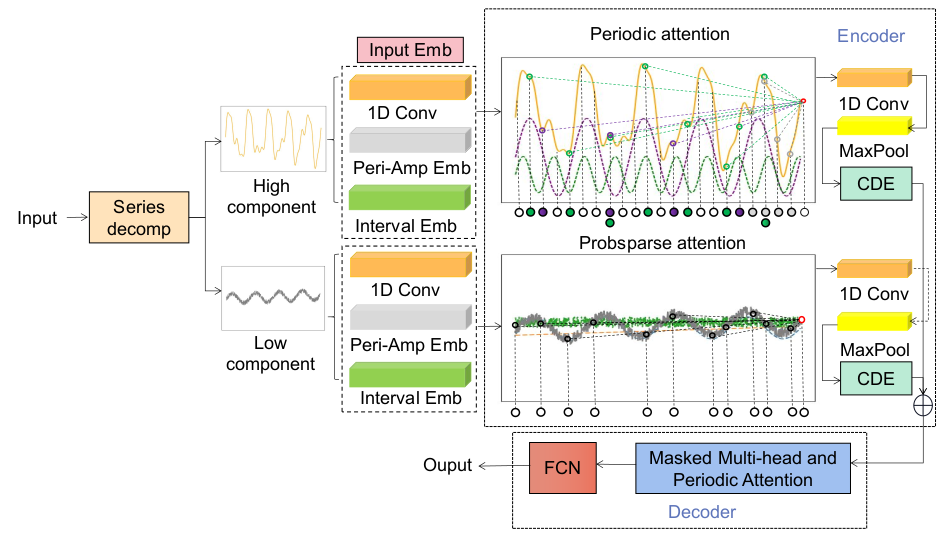 Input
Series
decomp
High
component
Low
component
Input Emb
1D Conv
Peri-Amp Emb
Interval Emb
1D Conv
Peri-Amp Emb
Interval Emb
Periodic attention
Encoder
1D Conv
MaxPool
CDE
Probsparse attention
1D Conv
MaxPool
CDE
Masked Multi-head and
Periodic Attention
FCN
Ouput
Decoder